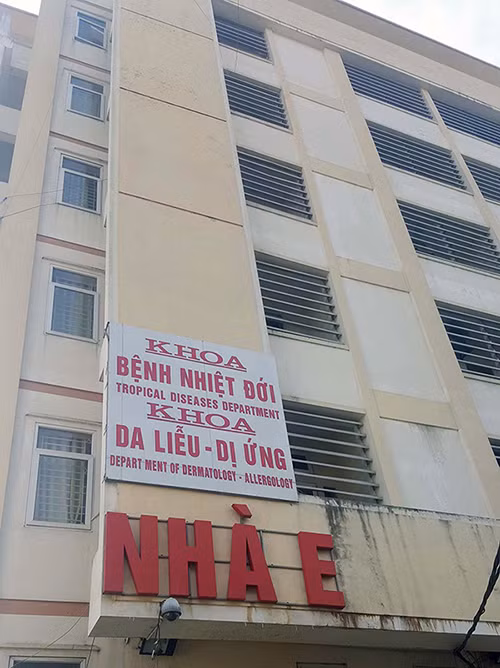 KHOA
BỆNH NHIỆT ĐỚI
TROPICAL DISEASES DEPARTMENT
KHOA
DA LIỄU - DỊ ỨNG
DEPART MENT OF DERMATOLOGY - ALLERGOLOGY
NHÀ E